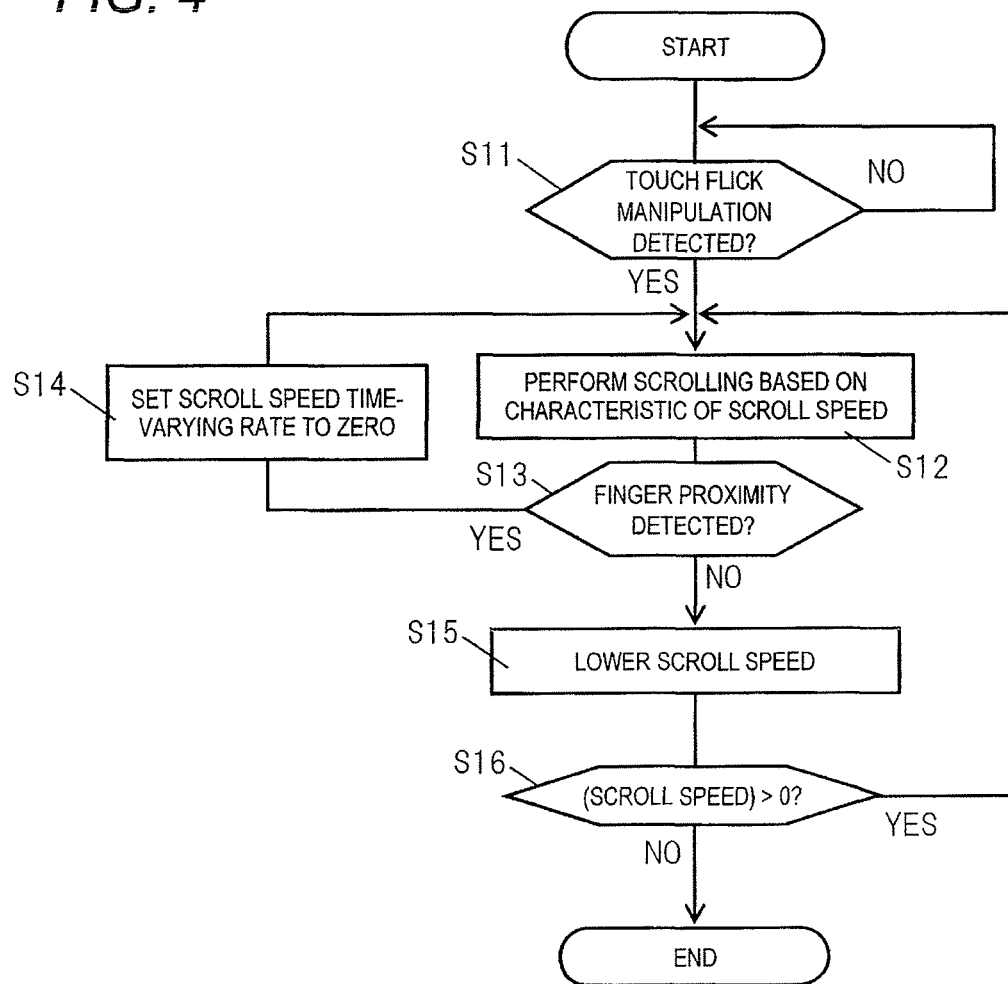 FIG. 4
START
S11
TOUCH FLICK
MANIPULATION
DETECTED?
NO
YES
S14
SET SCROLL SPEED TIME-
VARYING RATE TO ZERO
PERFORM SCROLLING BASED ON
CHARACTERISTIC OF SCROLL SPEED
S12
S13
FINGER PROXIMITY
DETECTED?
YES
NO
S15
LOWER SCROLL SPEED
S16
(SCROLL SPEED) > 0?
YES
NO
END